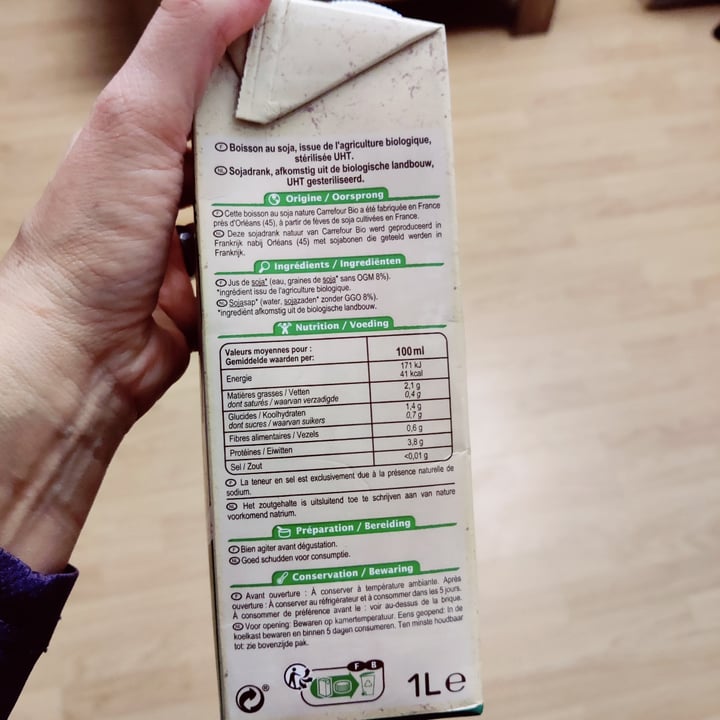 F Boisson au soja, issue de l'agriculture biologique,
stérilisée UHT.
NL Sojadrank, afkomstig uit de biologische landbouw,
UHT gesteriliseerd.
Origine / Oorsprong
F Cette boisson au soja nature Carrefour Bio a été fabriquée en France
près d'Orléans (45), à partir de fèves de soja cultivées en France.
NL Deze sojadrank natuur van Carrefour Bio werd geproduceerd in
Frankrijk nabij Orléans (45) met sojabonen die geteeld werden in
Frankrijk.
Ingrédients / Ingrediënten
F Jus de soja* (eau, graines de soja* sans OGM 8%).
*Ingrédient issu de l'agriculture biologique.
NL Sojasap* (water, sojazaden* zonder GGO 8%).
*ingrediënt afkomstig uit de biologische landbouw.
Nutrition / Voeding
Valeurs moyennes pour :
Gemiddelde waarden per:
100 ml
Energie
171 kJ
41 kcal
Matières grasses / Vetten
2,1 g
dont saturés / waarvan verzadigde
0,4 g
Glucides / Koolhydraten
1,4 g
dont sucres / waarvan suikers
0,7 g
Fibres alimentaires / Vezels
0,6 g
Protéines / Eiwitten
3,8 g
Sel / Zout
<0,01 g
F La teneur en sel est exclusivement due à la présence naturelle de
sodium.
NL Het zoutgehalte is uitsluitend toe te schrijven aan van nature
voorkomend natrium.
Préparation / Bereiding
F Bien agiter avant dégustation.
NL Goed schudden voor consumptie.
Conservation / Bewaring
F Avant ouverture : À conserver à température ambiante. Après
ouverture : À conserver au réfrigérateur et à consommer dans les 5 jours.
À consommer de préférence avant le : voir au-dessus de la brique.
NL Voor opening: Bewaren op kamertemperatuur. Eens geopend: In de
koelkast bewaren en binnen 5 dagen consumeren. Ten minste houdbaar
tot: zie bovenzijde pak.
F B
®
1L e